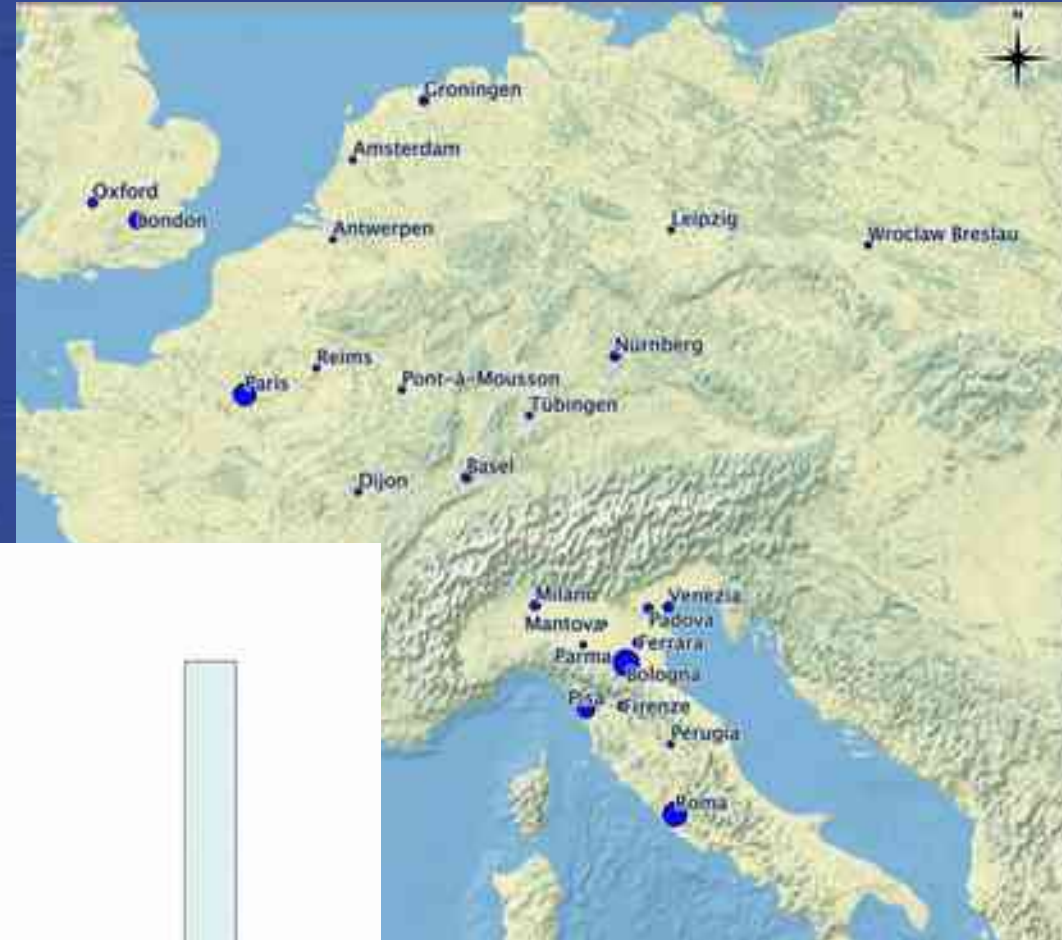 N
Groningen
Amsterdam
Oxford
London
Antwerpen
Leipzig
Wroclaw Breslau
Nürnberg
Reims
Paris
Pont-à-Mousson
Tübingen
Basel
Dijon
Milano
Venezia
Padova
Mantova
Ferrara
Parma
Bologna
Pisa
Firenze
Perugia
Roma